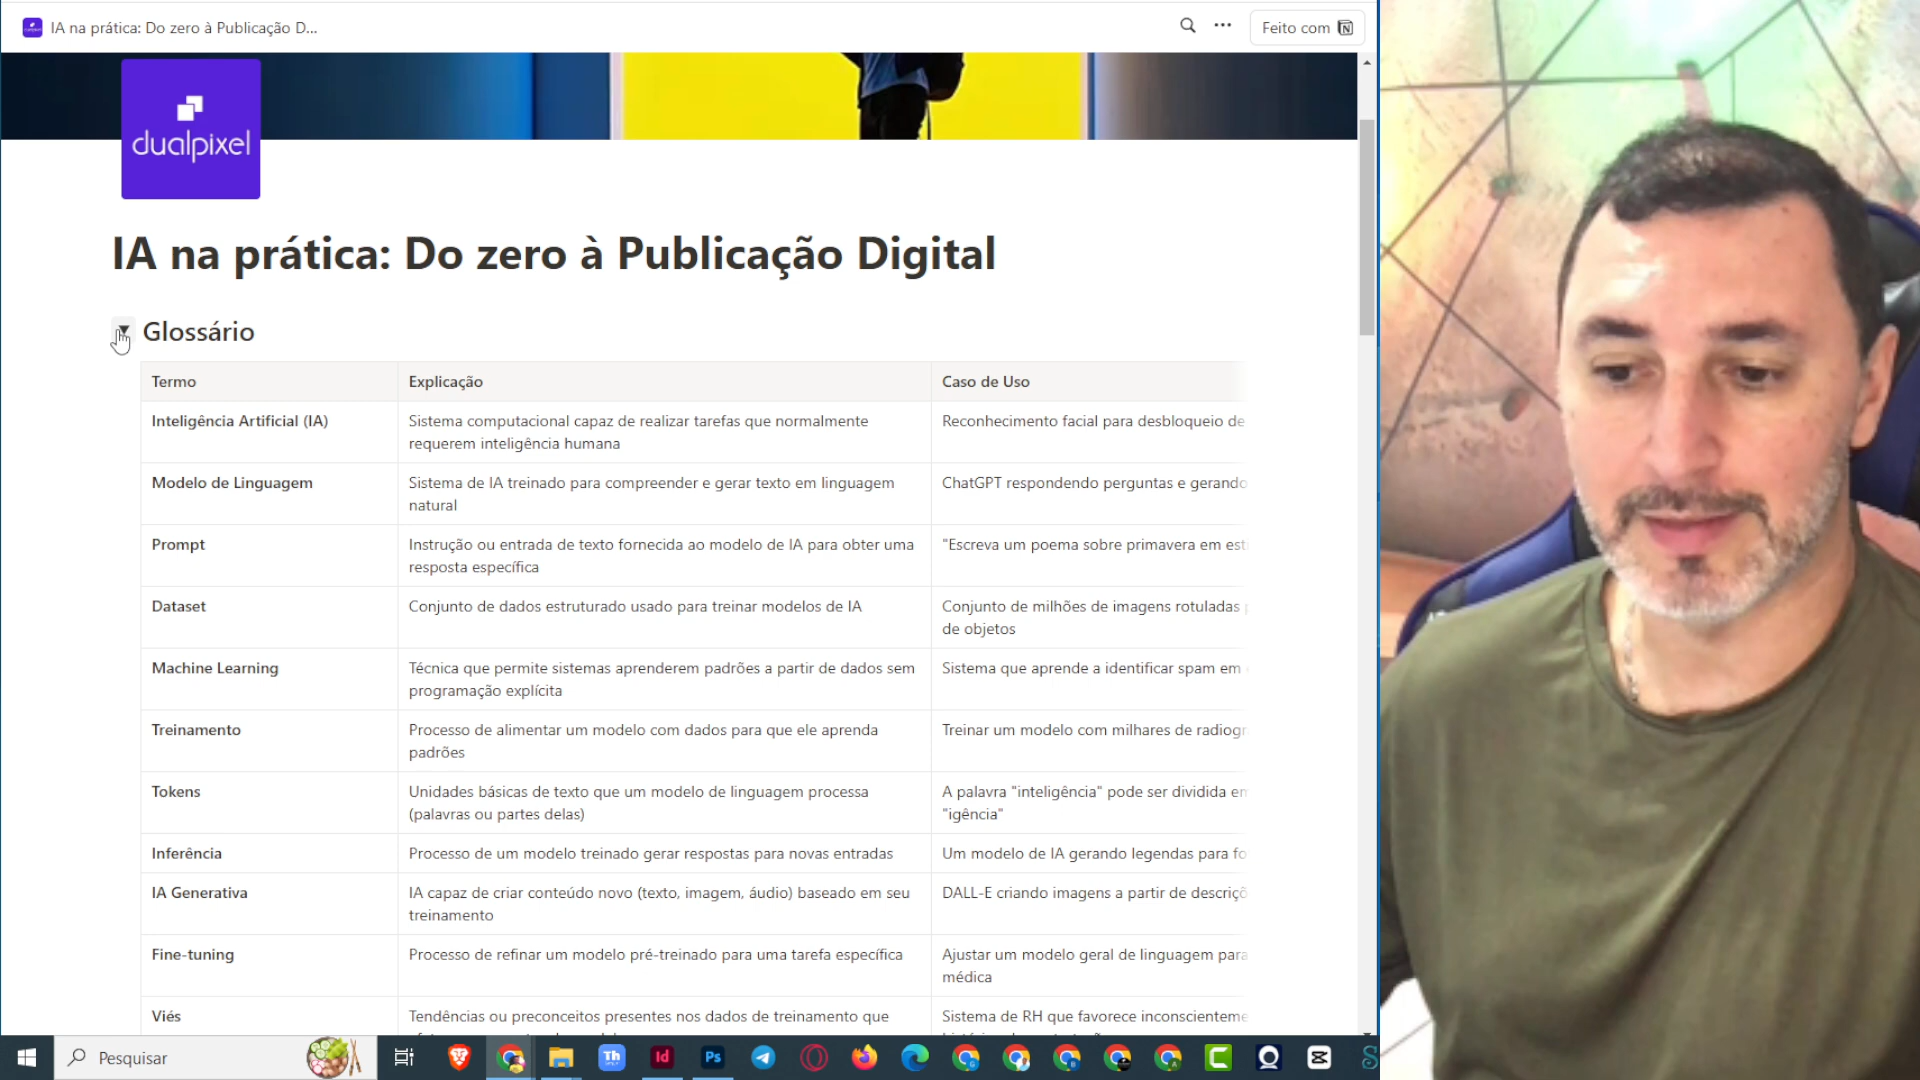 IA na prática: Do zero à Publicação D...
Feito com
dualpixel
IA na prática: Do zero à Publicação Digital
Glossário
Termo
Explicação
Caso de Uso
Inteligência Artificial (IA)
Sistema computacional capaz de realizar tarefas que normalmente
requerem inteligência humana
Reconhecimento facial para desbloqueio de
Modelo de Linguagem
Sistema de IA treinado para compreender e gerar texto em linguagem
natural
ChatGPT respondendo perguntas e gerando
Prompt
Instrução ou entrada de texto fornecida ao modelo de IA para obter uma
resposta específica
"Escreva um poema sobre primavera em
Dataset
Conjunto de dados estruturado usado para treinar modelos de IA
Conjunto de milhões de imagens rotuladas
de objetos
Machine Learning
Técnica que permite sistemas aprenderem padrões a partir de dados sem
programação explícita
Sistema que aprende a identificar spam em
Treinamento
Processo de alimentar um modelo com dados para que ele aprenda
padrões
Treinar um modelo com milhares de
Tokens
Unidades básicas de texto que um modelo de linguagem processa
(palavras ou partes delas)
A palavra "inteligência" pode ser dividida
"igência"
Inferência
Processo de um modelo treinado gerar respostas para novas entradas
Um modelo de IA gerando legendas para
IA Generativa
IA capaz de criar conteúdo novo (texto, imagem, áudio) baseado em seu
treinamento
DALL-E criando imagens a partir de
Fine-tuning
Processo de refinar um modelo pré-treinado para uma tarefa específica
Ajustar um modelo geral de linguagem para
médica
Viés
Tendências ou preconceitos presentes nos dados de treinamento que
Sistema de RH que favorece
Pesquisar
Th
Id
Ps